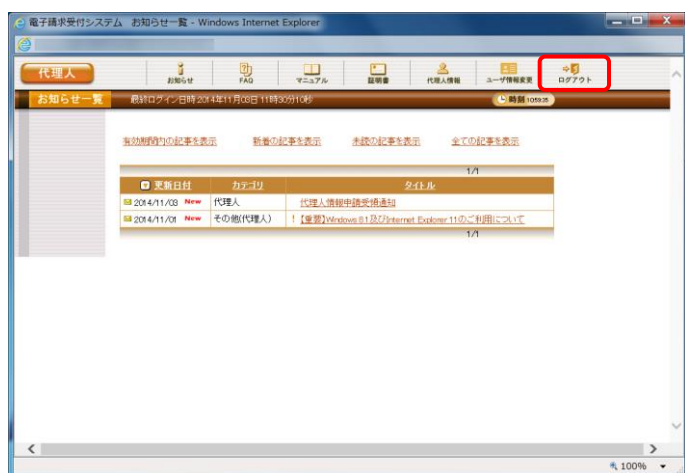 電子請求受付システム お知らせ一覧 - Windows Internet Explorer
代理人
お知らせ
FAQ
マニュアル
証明書
代理人情報
ユーザ情報変更
ログアウト
お知らせ一覧
最終ログイン日時 2014年11月03日 11時30分10秒
時刻 10:59:35
有効期間内の記事を表示 新着の記事を表示 未読の記事を表示 全ての記事を表示
1/1
更新日付 カテゴリ タイトル
2014/11/03 New 代理人 代理人情報申請受領通知
2014/11/01 New その他(代理人) ! 【重要】Windows 8.1 及びInternet Explorer 11のご利用について
1/1
100%